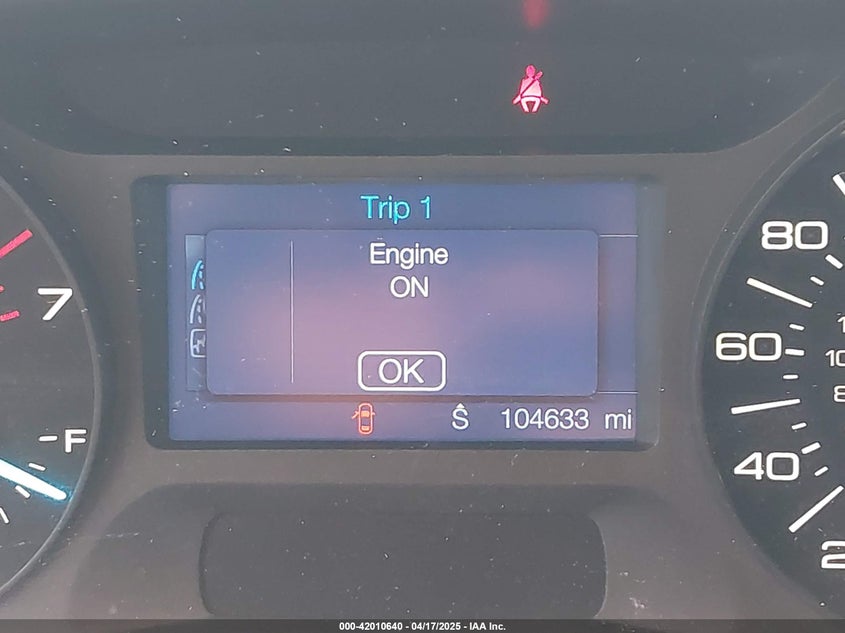 Trip 1
Engine
ON
OK
S 104633 mi
7
F
80
60
40
000-42010640 - 04/17/2025 - IAA Inc.